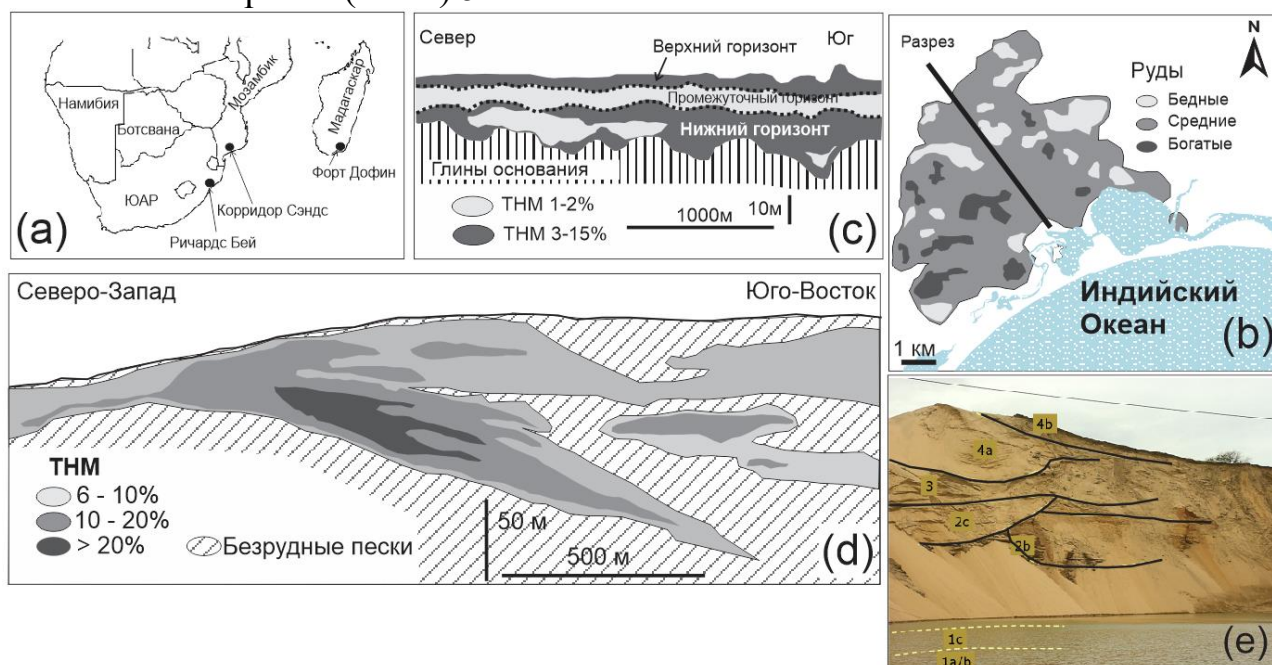 (a)
Намибия
Ботсвана
ЮАР
Мозамбик
Мадагаскар
Форт Дофин
Корридор Сэндс
Ричардс Бей
Север
Юг
Верхний горизонт
Промежуточный горизонт
Нижний горизонт
Глины основания
THM 1-2%
THM 3-15%
1000м
10м
(c)
Разрез
N
Руды
Бедные
Средние
Богатые
Индийский
Океан
1 км
(b)
Северо-Запад
Юго-Восток
THM
6 - 10%
10 - 20%
> 20%
Безрудные пески
50 м
500 м
(d)
4b
4a
3
2c
2b
1c
1a/b
(e)